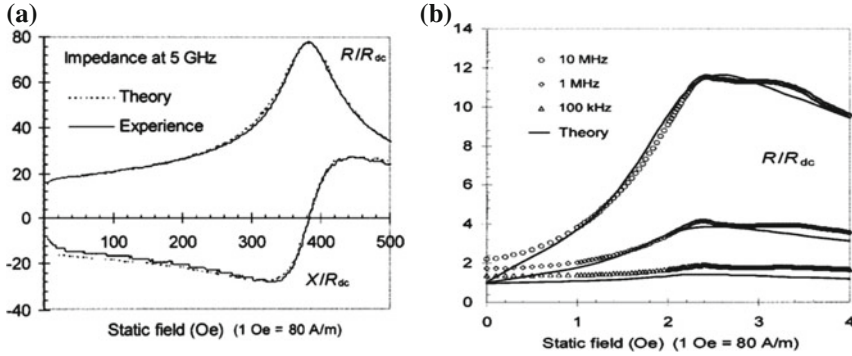 (a)
80
60
40
20
0
-20
-40
Impedance at 5 GHz
Theory
Experience
R/Rdc
100
200
300
400
500
X/Rdc
Static field (Oe) (1 Oe = 80 A/m)
(b)
14
12
10
8
6
4
2
0
10 MHz
1 MHz
100 kHz
Theory
R/Rdc
0
1
2
3
4
Static field (Oe) (1 Oe = 80 A/m)